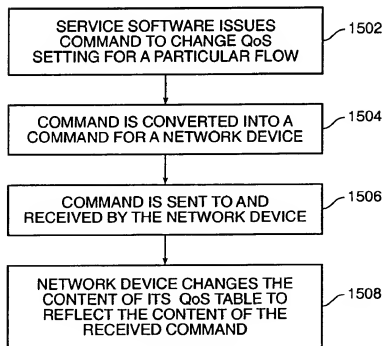 SERVICE SOFTWARE ISSUES
COMMAND TO CHANGE QoS
SETTING FOR A PARTICULAR FLOW
1502
COMMAND IS CONVERTED INTO A
COMMAND FOR A NETWORK DEVICE
1504
COMMAND IS SENT TO AND
RECEIVED BY THE NETWORK DEVICE
1506
NETWORK DEVICE CHANGES THE
CONTENT OF ITS QoS TABLE TO
REFLECT THE CONTENT OF THE
RECEIVED COMMAND
1508